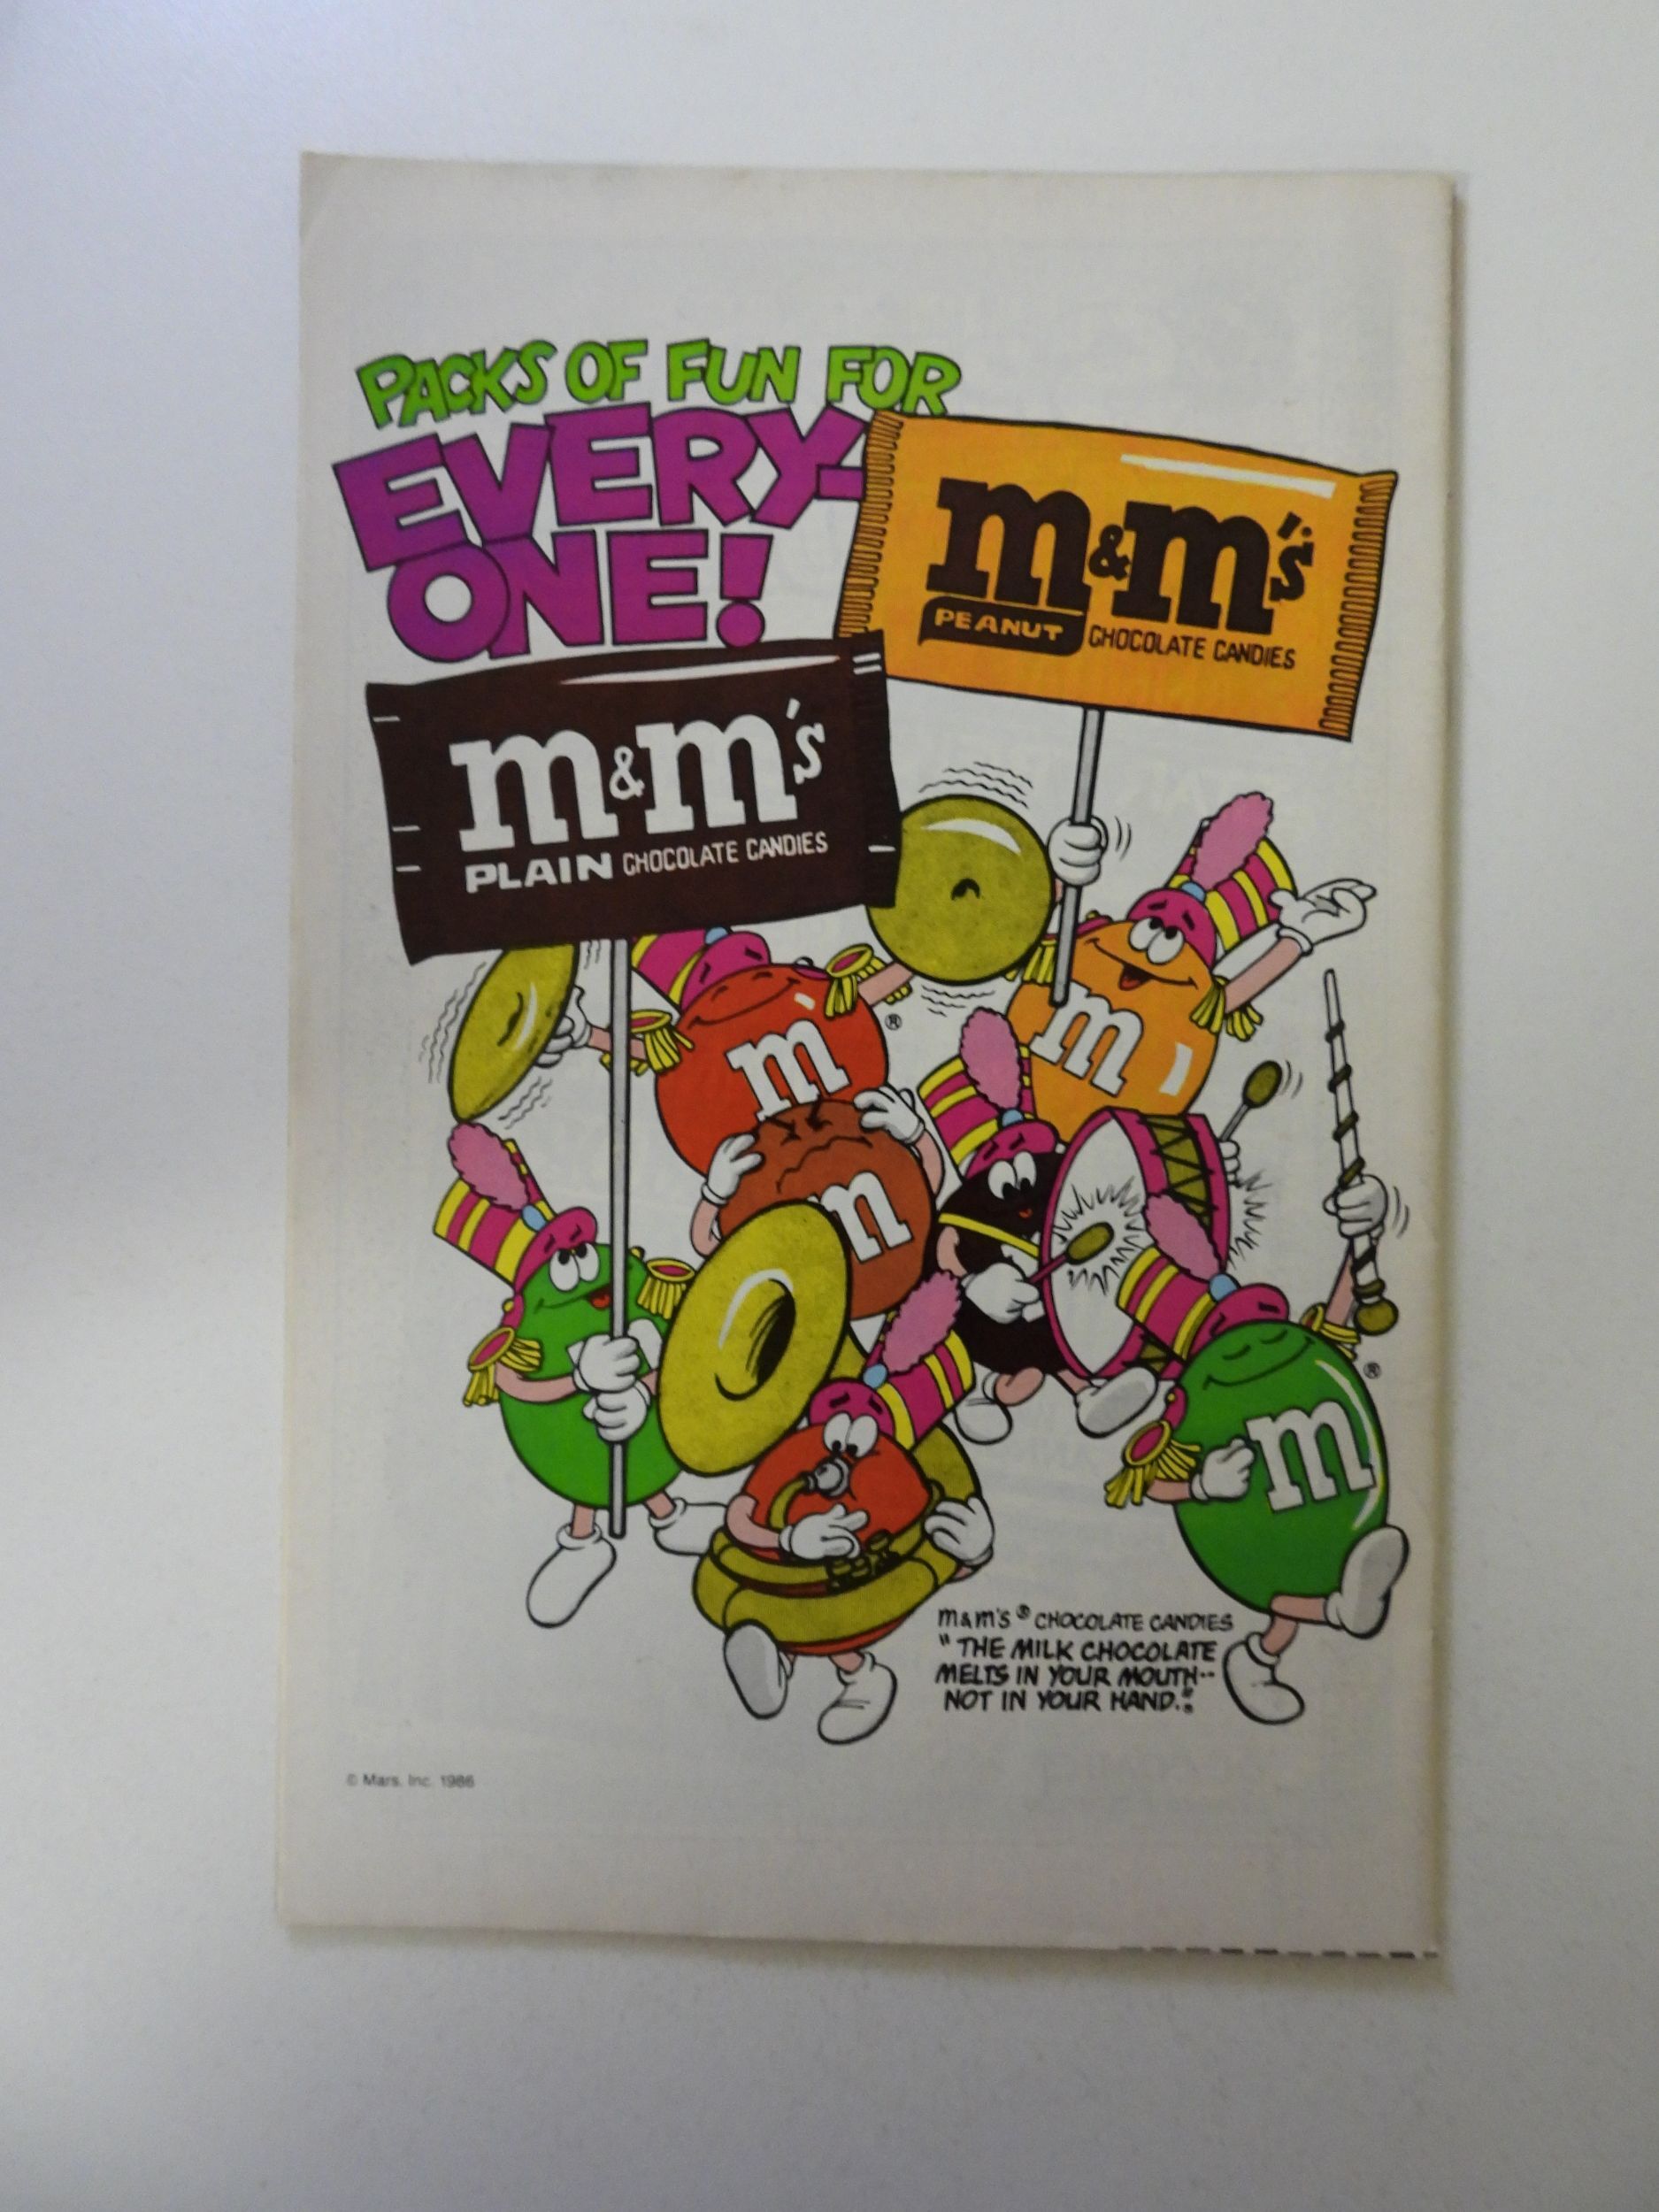 PACKS OF FUN FOR
EVERY-
ONE!
m&m's
PEANUT CHOCOLATE CANDIES
m&m's
PLAIN CHOCOLATE CANDIES
m
®
m
m
m
®
m&m's® CHOCOLATE CANDIES
"THE MILK CHOCOLATE
MELTS IN YOUR MOUTH--
NOT IN YOUR HAND."®
© Mars, Inc. 1986